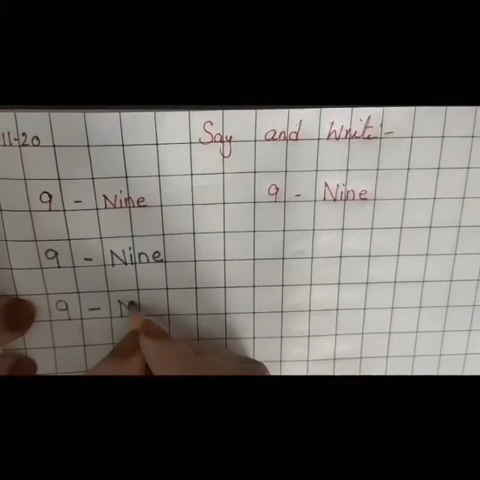 11-20 Say and Write:-
9 - Nine 9 - Nine
9 - Nine
9 - N